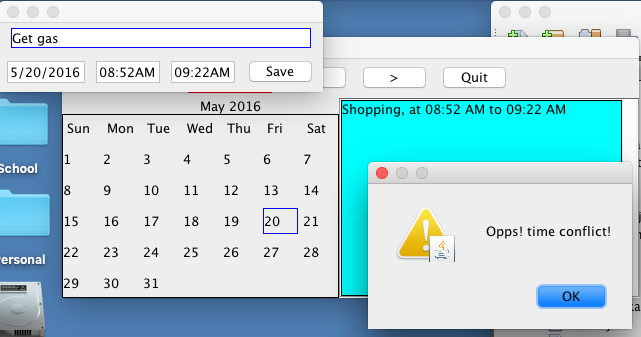 Get gas
5/20/2016 08:52AM 09:22AM Save
> Quit
May 2016
Shopping, at 08:52 AM to 09:22 AM
Sun Mon Tue Wed Thu Fri Sat
1 2 3 4 5 6 7
8 9 10 11 12 13 14
15 16 17 18 19 20 21
22 23 24 25 26 27 28
29 30 31
School
Personal
Opps! time conflict!
OK